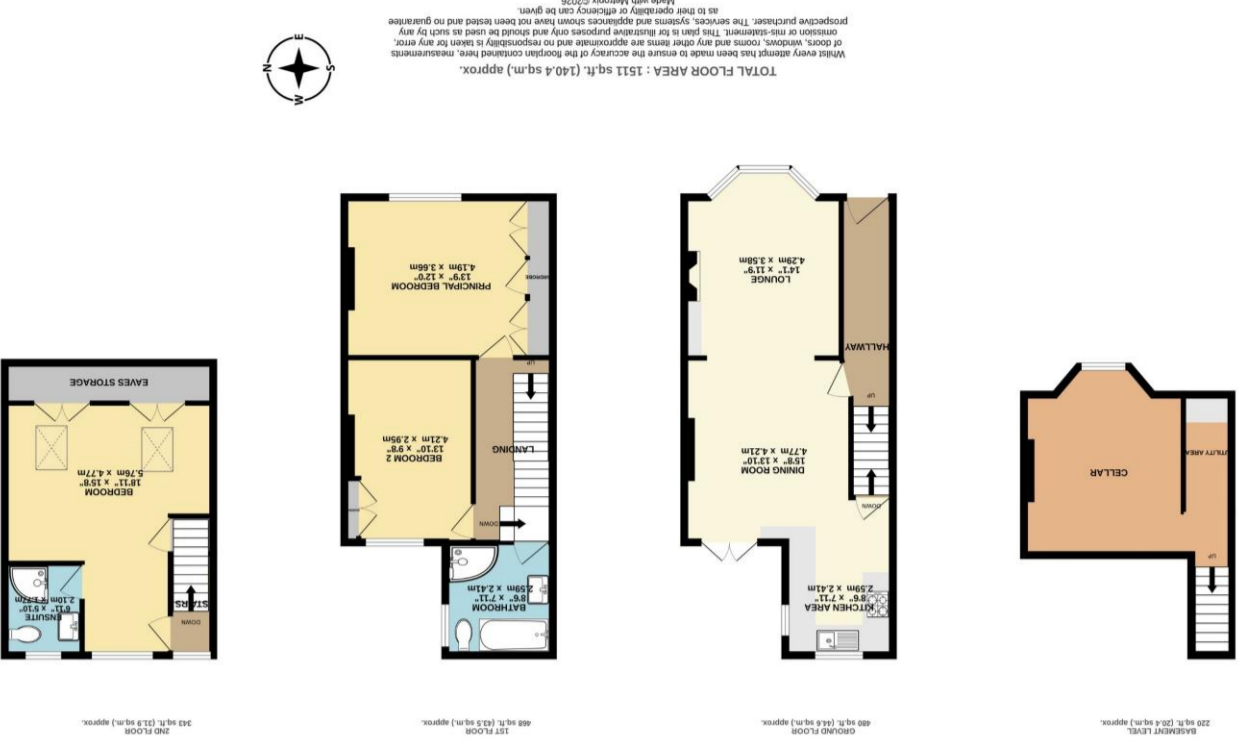 BASEMENT LEVEL
220 sq.ft. (20.4 sq.m.) approx.
GROUND FLOOR
480 sq.ft. (44.6 sq.m.) approx.
1ST FLOOR
468 sq.ft. (43.5 sq.m.) approx.
2ND FLOOR
343 sq.ft. (31.9 sq.m.) approx.
UP
CELLAR
UTILITY AREA
KITCHEN AREA
8'6" x 7'11"
2.59m x 2.41m
DOWN
DINING ROOM
15'8" x 13'10"
4.77m x 4.21m
UP
HALLWAY
LOUNGE
14'1" x 11'9"
4.29m x 3.58m
BATHROOM
8'6" x 7'11"
2.59m x 2.41m
DOWN
LANDING
BEDROOM 2
13'10" x 9'8"
4.21m x 2.95m
UP
PRINCIPAL BEDROOM
13'9" x 12'0"
4.19m x 3.66m
DOWN
STAIRS
ENSUITE
6'11" x 5'10"
2.10m x 1.77m
BEDROOM
18'11" x 15'8"
5.76m x 4.77m
EAVES STORAGE
TOTAL FLOOR AREA : 1511 sq.ft. (140.4 sq.m.) approx.
Whilst every attempt has been made to ensure the accuracy of the floorplan contained here, measurements
of doors, windows, rooms and any other items are approximate and no responsibility is taken for any error,
omission or mis-statement. This plan is for illustrative purposes only and should be used as such by any
prospective purchaser. The services, systems and appliances shown have not been tested and no guarantee
as to their operability or efficiency can be given.
Made with Metropix ©2026
N
E
S
W